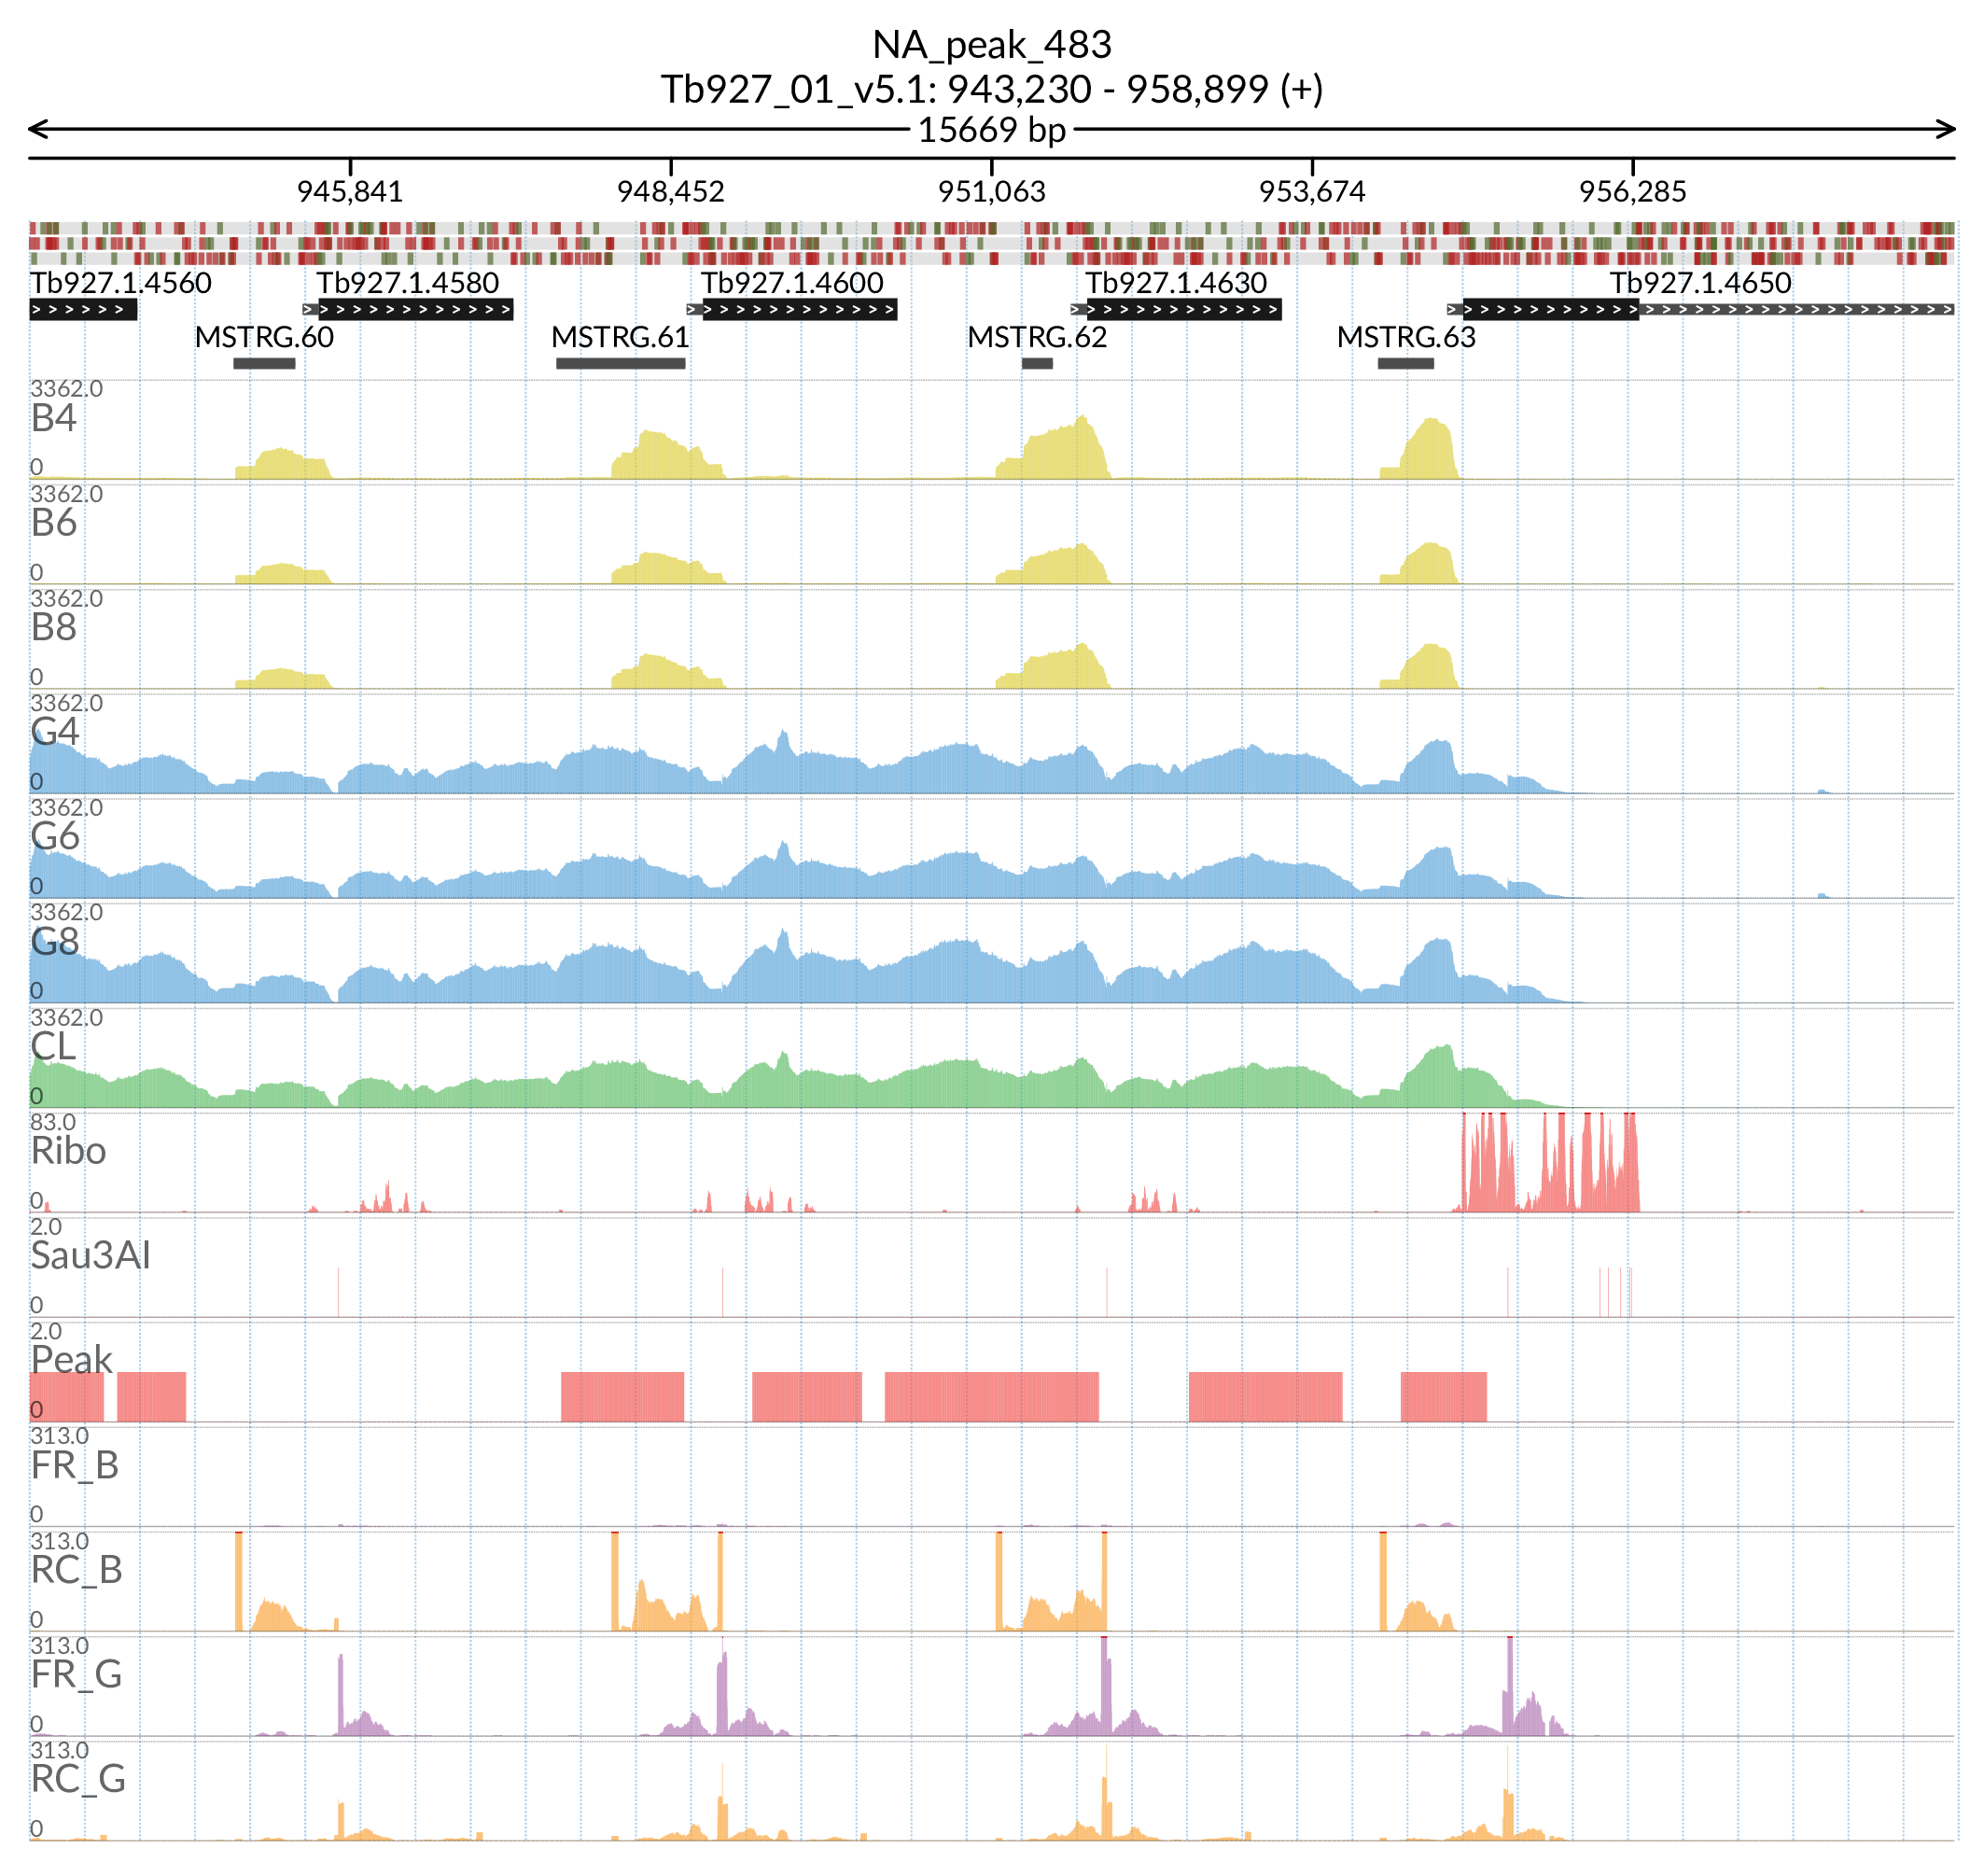 NA_peak_483
Tb927_01_v5.1: 943,230 - 958,899 (+)
15669 bp
945,841 948,452 951,063 953,674 956,285
Tb927.1.4560 Tb927.1.4580 Tb927.1.4600 Tb927.1.4630 Tb927.1.4650
MSTRG.60 MSTRG.61 MSTRG.62 MSTRG.63
3362.0
B4
0
3362.0
B6
0
3362.0
B8
0
3362.0
G4
0
3362.0
G6
0
3362.0
G8
0
3362.0
CL
0
83.0
Ribo
0
2.0
Sau3AI
0
2.0
Peak
0
313.0
FR_B
0
313.0
RC_B
0
313.0
FR_G
0
313.0
RC_G
0